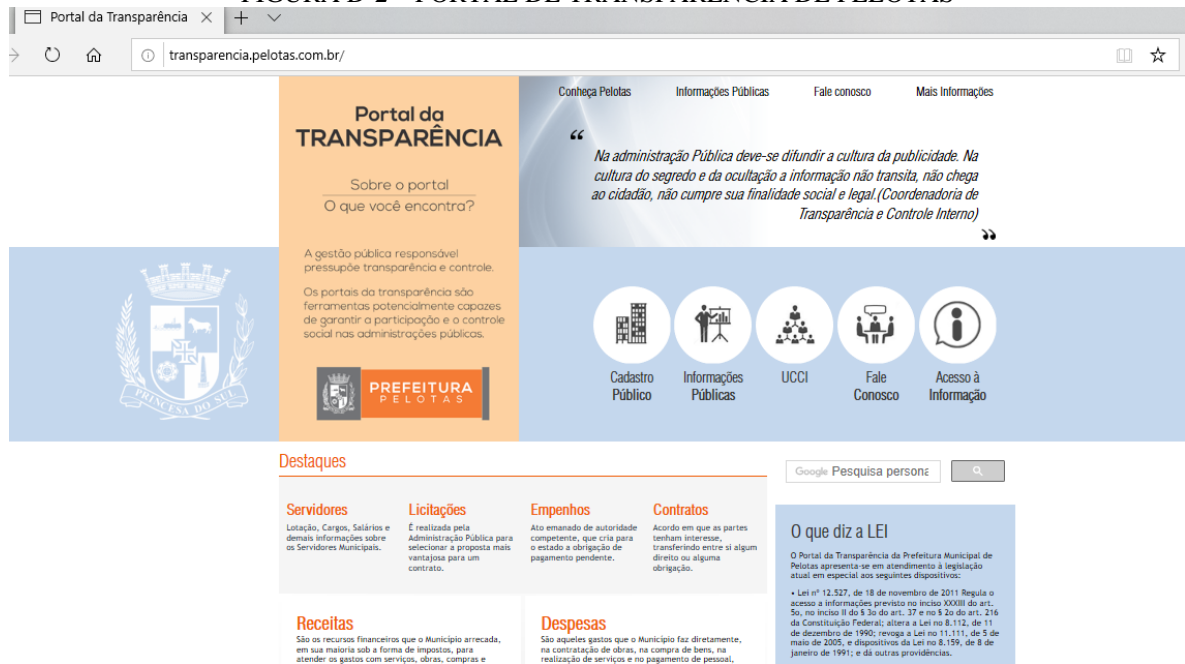 FIGURA D-2 – PORTAL DE TRANSPARÊNCIA DE PELOTAS
Portal da Transparência
transparencia.pelotas.com.br/
Portal da
TRANSPARÊNCIA
Sobre o portal
O que você encontra?
A gestão pública responsável
pressupõe transparência e controle.
Os portais da transparência são
ferramentas potencialmente capazes
de garantir a participação e o controle
social nas administrações públicas.
PREFEITURA
PELOTAS
Conheça Pelotas
Informações Públicas
Fale conosco
Mais Informações
“
Na administração Pública deve-se difundir a cultura da publicidade. Na
cultura do segredo e da ocultação a informação não transita, não chega
ao cidadão, não cumpre sua finalidade social e legal.(Coordenadoria de
Transparência e Controle Interno)
”
PRINCESA DO SUL
Cadastro
Público
Informações
Públicas
UCCI
Fale
Conosco
Acesso à
Informação
Destaques
Servidores
Lotação, Cargos, Salários e
demais informações sobre
os Servidores Municipais.
Licitações
É realizada pela
Administração Pública para
selecionar a proposta mais
vantajosa para um
contrato.
Empenhos
Ato emanado de autoridade
competente, que cria para
o estado a obrigação de
pagamento pendente.
Contratos
Acordo em que as partes
tenham interesse,
transferindo entre si algum
direito ou alguma
obrigação.
Receitas
São os recursos financeiros que o Município arrecada,
em sua maioria sob a forma de impostos, para
atender os gastos com serviços, obras, compras e
Despesas
São aqueles gastos que o Município faz diretamente,
na contratação de obras, na compra de bens, na
realização de serviços e no pagamento de pessoal,
Google Pesquisa persona
O que diz a LEI
O Portal da Transparência da Prefeitura Municipal de
Pelotas apresenta-se em atendimento à legislação
atual em especial aos seguintes dispositivos:
• Lei nº 12.527, de 18 de novembro de 2011 Regula o
acesso a informações previsto no inciso XXXIII do art.
5o, no inciso II do § 3o do art. 37 e no § 2o do art. 216
da Constituição Federal; altera a Lei no 8.112, de 11
de dezembro de 1990; revoga a Lei no 11.111, de 5 de
maio de 2005, e dispositivos da Lei no 8.159, de 8 de
janeiro de 1991; e dá outras providências.